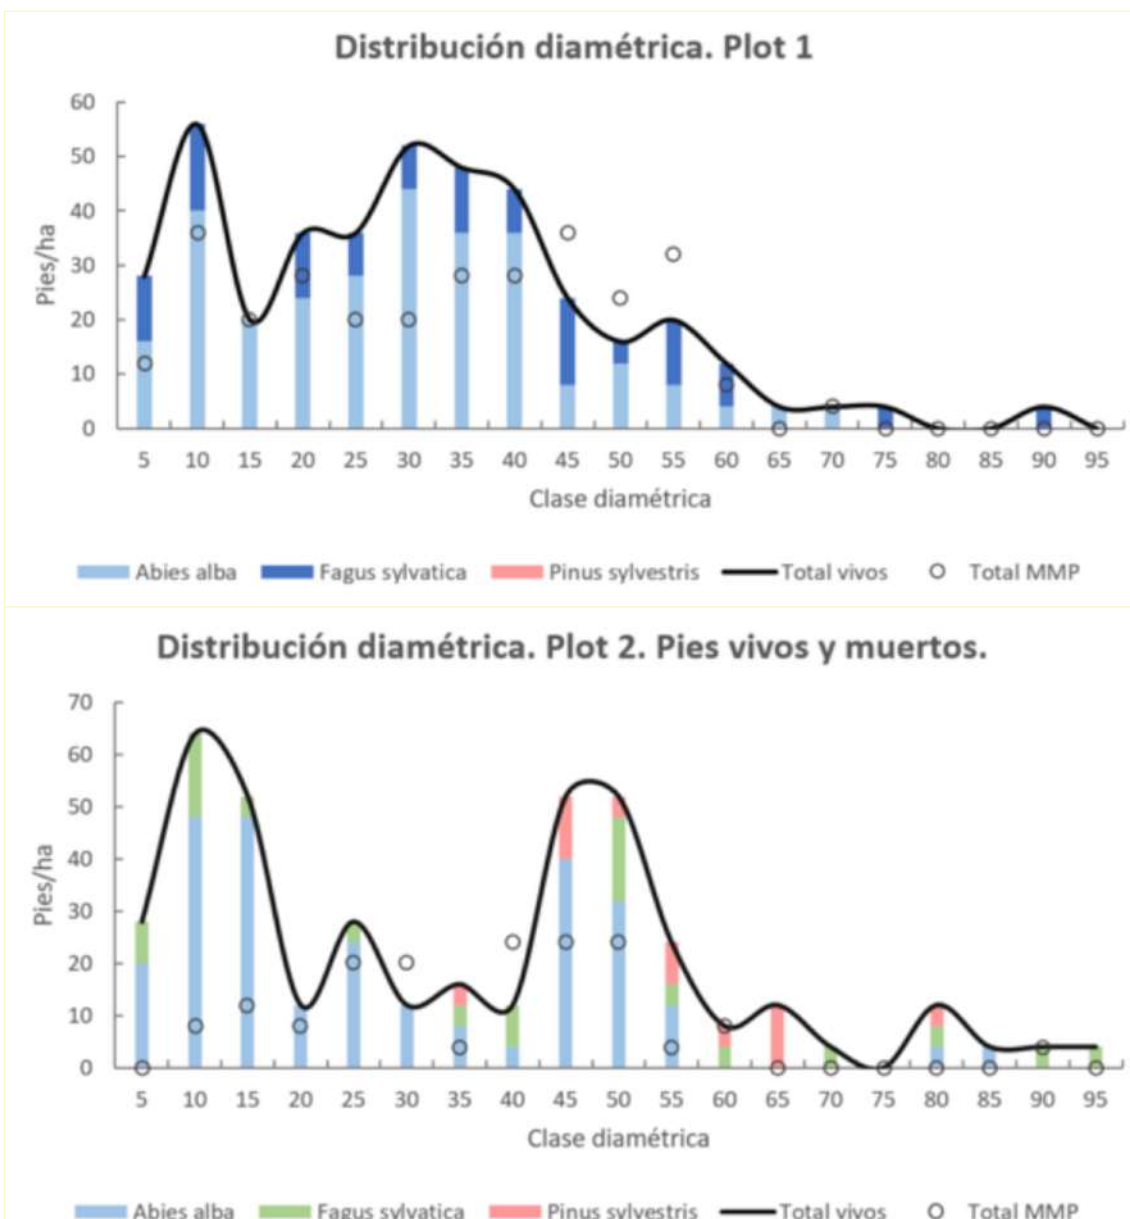 Distribución diamétrica. Plot 1
60
50
40
30
20
10
0
Pies/ha
5 10 15 20 25 30 35 40 45 50 55 60 65 70 75 80 85 90 95
Clase diamétrica
Abies alba Fagus sylvatica Pinus sylvestris Total vivos Total MMP
Distribución diamétrica. Plot 2. Pies vivos y muertos.
70
60
50
40
30
20
10
0
Pies/ha
5 10 15 20 25 30 35 40 45 50 55 60 65 70 75 80 85 90 95
Clase diamétrica
Abies alba Fagus sylvatica Pinus sylvestris Total vivos Total MMP